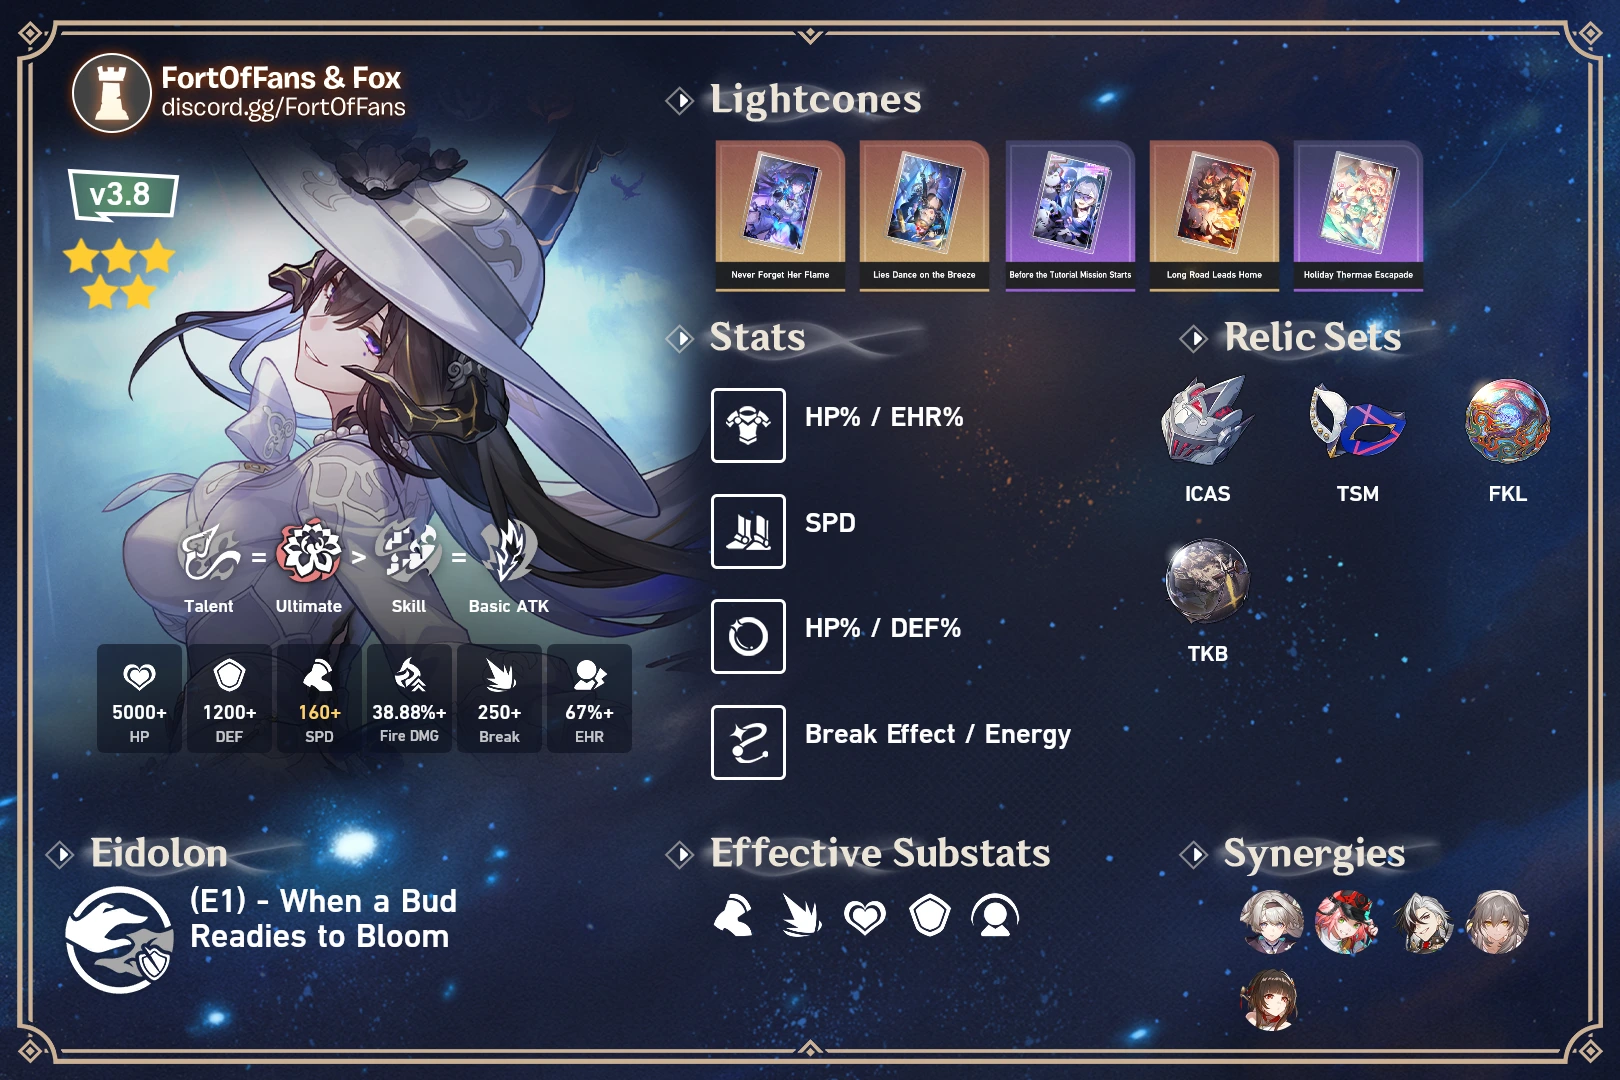 FortOfFans & Fox
discord.gg/FortOfFans
v3.8
Talent = Ultimate > Skill = Basic ATK
5000+ 1200+ 160+ 38.88%+ 250+ 67%+
HP DEF SPD Fire DMG Break EHR
Lightcones
Never Forget Her Flame
Lies Dance on the Breeze
Before the Tutorial Mission Starts
Long Road Leads Home
Holiday Thermae Escapade
Stats
HP% / EHR%
SPD
HP% / DEF%
Break Effect / Energy
Relic Sets
ICAS TSM FKL
TKB
Eidolon
(E1) - When a Bud
Readies to Bloom
Effective Substats
Synergies